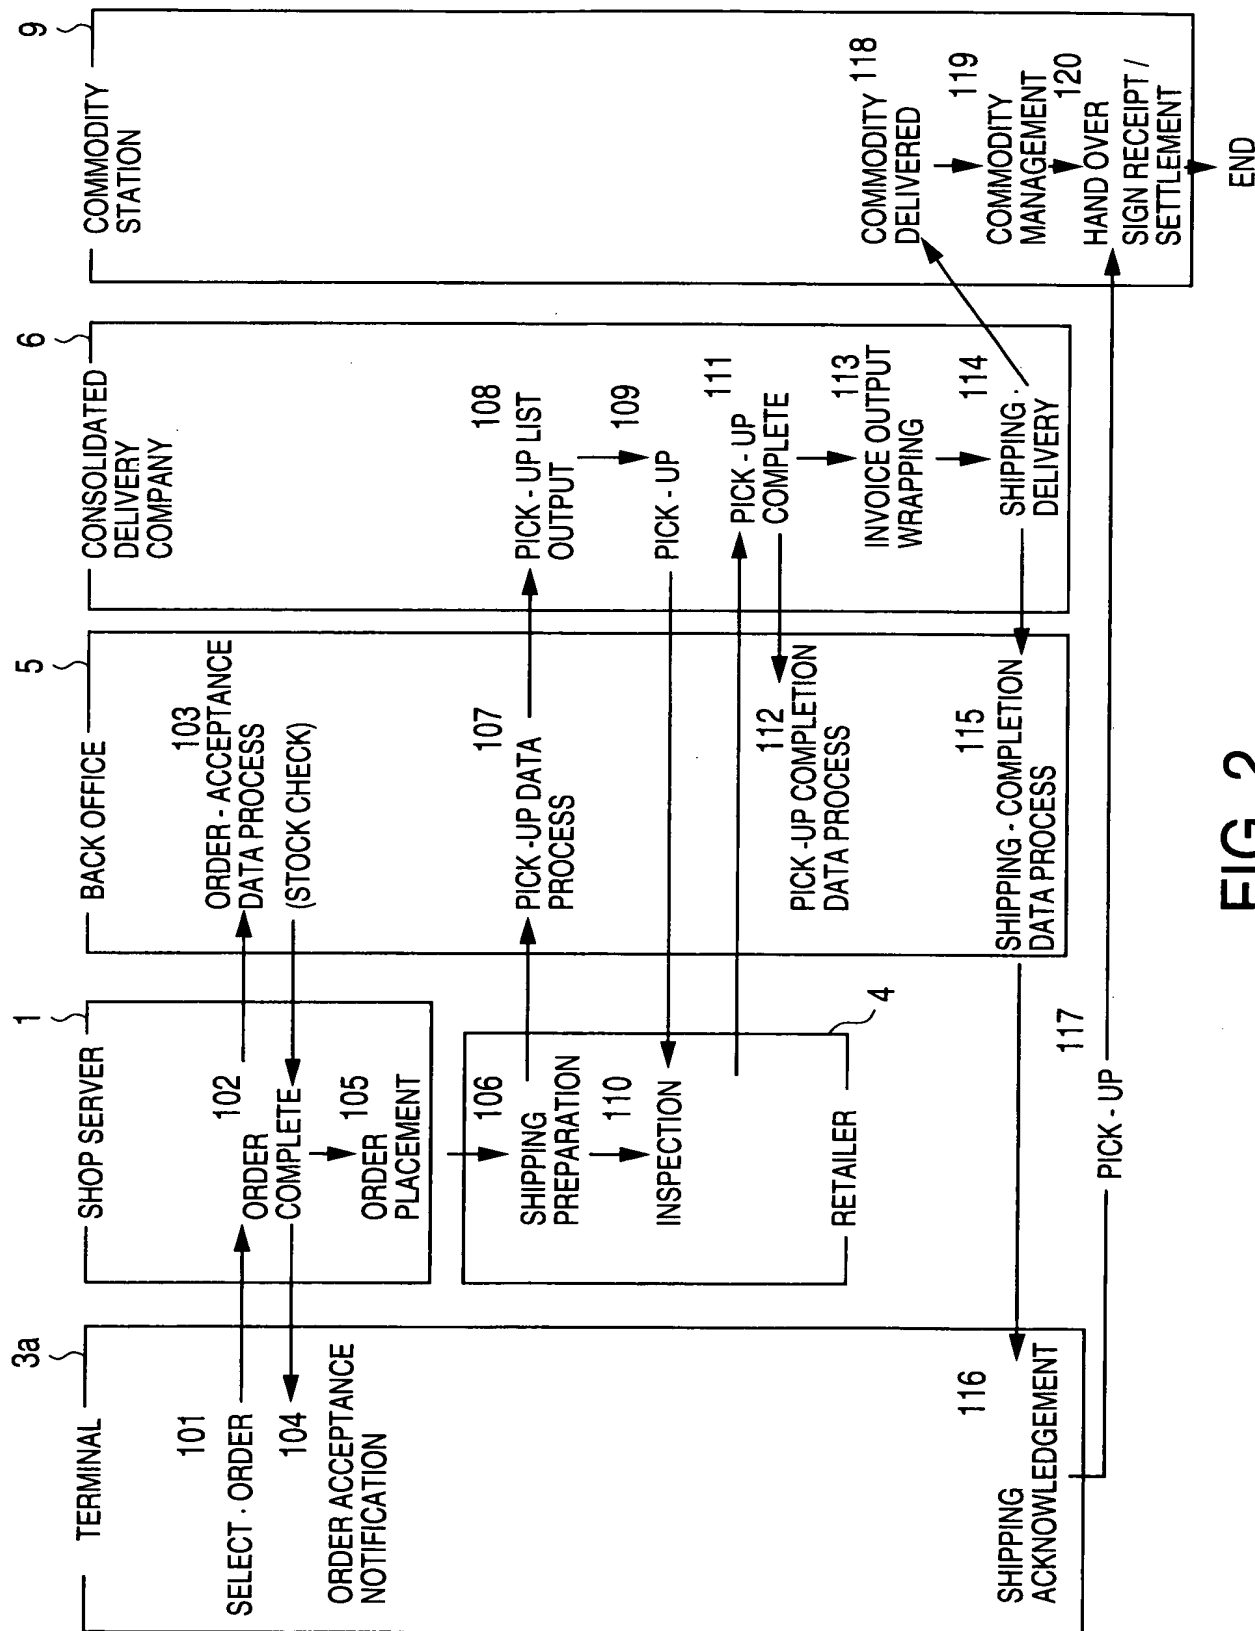 3a
TERMINAL
101
SELECT · ORDER
104
ORDER ACCEPTANCE
NOTIFICATION
116
SHIPPING
ACKNOWLEDGEMENT
1
SHOP SERVER
102
ORDER
COMPLETE
105
ORDER
PLACEMENT
106
SHIPPING
PREPARATION
110
INSPECTION
RETAILER
4
117
PICK - UP
5
BACK OFFICE
103
ORDER - ACCEPTANCE
DATA PROCESS
(STOCK CHECK)
107
PICK -UP DATA
PROCESS
112
PICK -UP COMPLETION
DATA PROCESS
115
SHIPPING - COMPLETION
DATA PROCESS
6
CONSOLIDATED
DELIVERY
COMPANY
108
PICK - UP LIST
OUTPUT
109
PICK - UP
111
PICK - UP
COMPLETE
113
INVOICE OUTPUT
WRAPPING
114
SHIPPING ·
DELIVERY
9
COMMODITY
STATION
118
COMMODITY
DELIVERED
119
COMMODITY
MANAGEMENT
120
HAND OVER
SIGN RECEIPT /
SETTLEMENT
END
FIG. 2